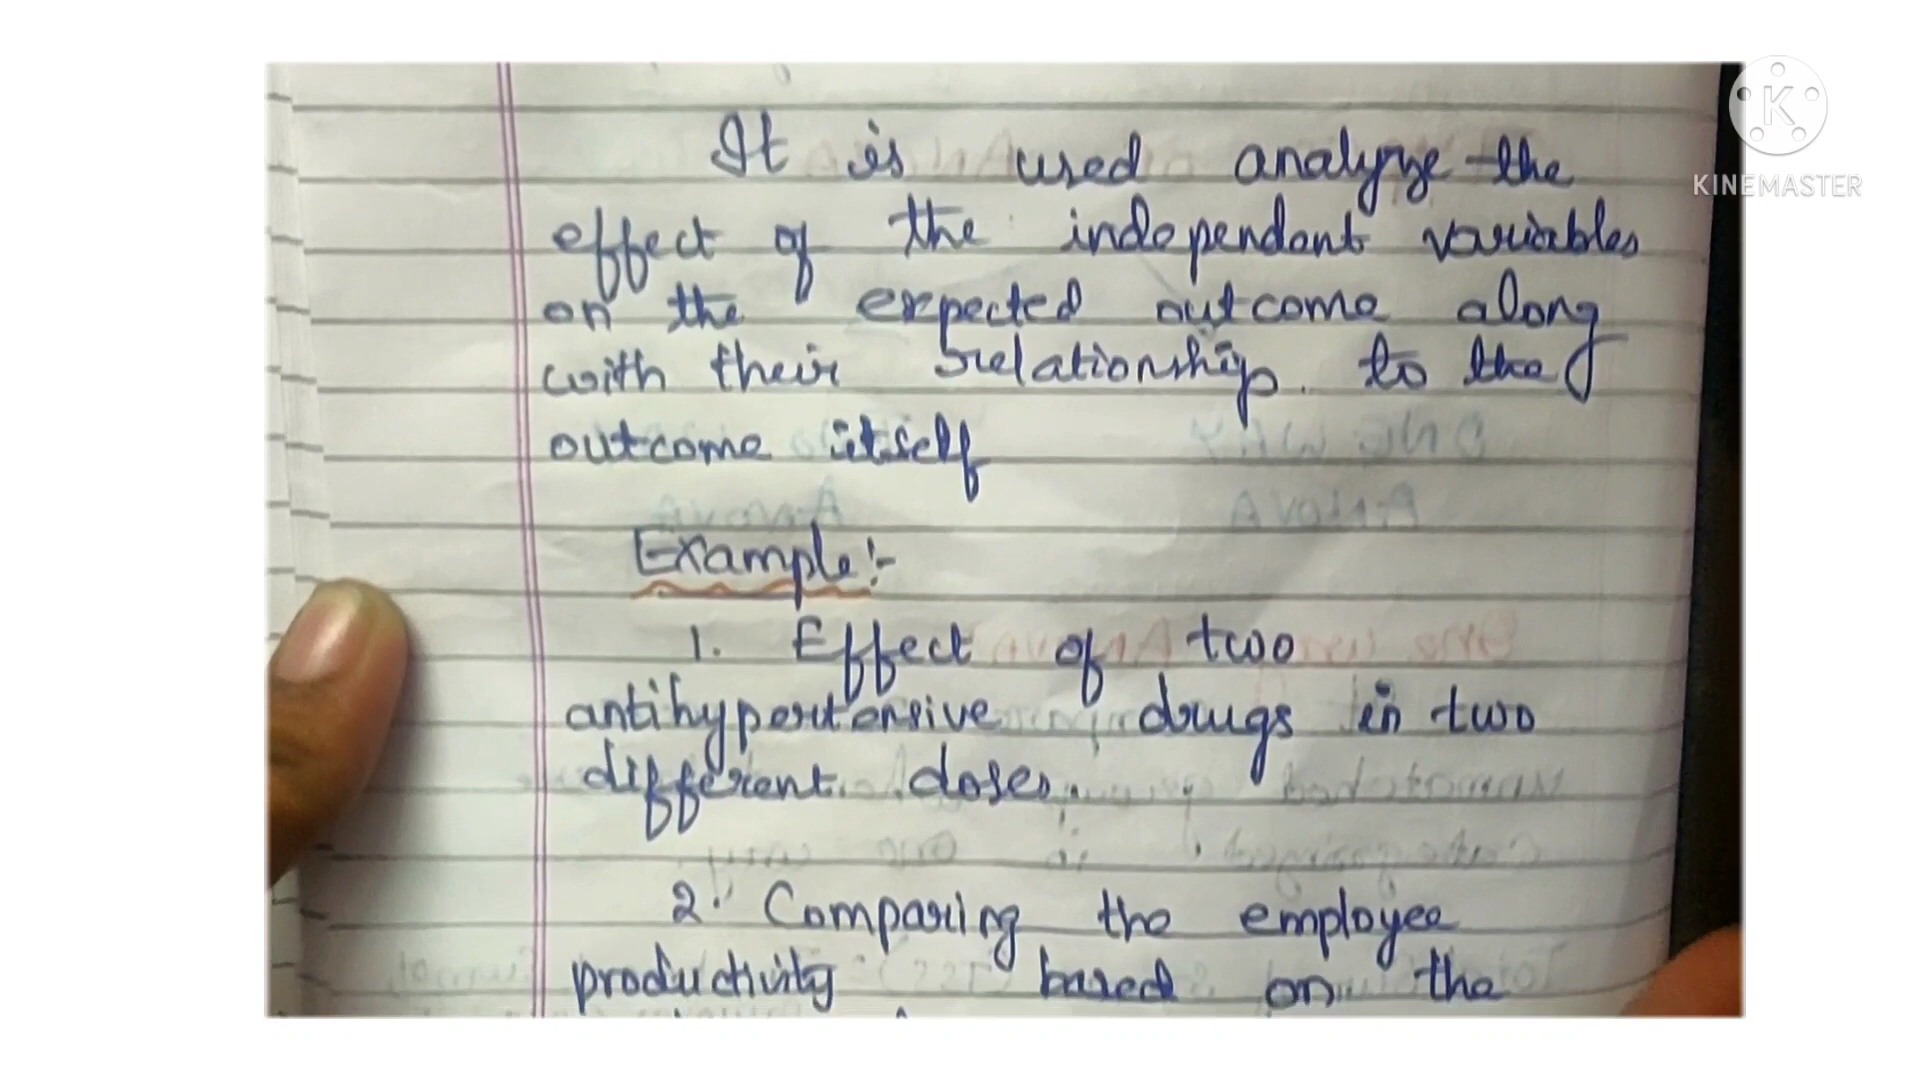 It is used analyze the
effect of the independent variables
on the expected outcome along
with their relationship to the
outcome itself
Example:-
1. Effect of two
antihypertensive drugs in two
different doses.
2. Comparing the employee
productivity based on the
KINEMASTER